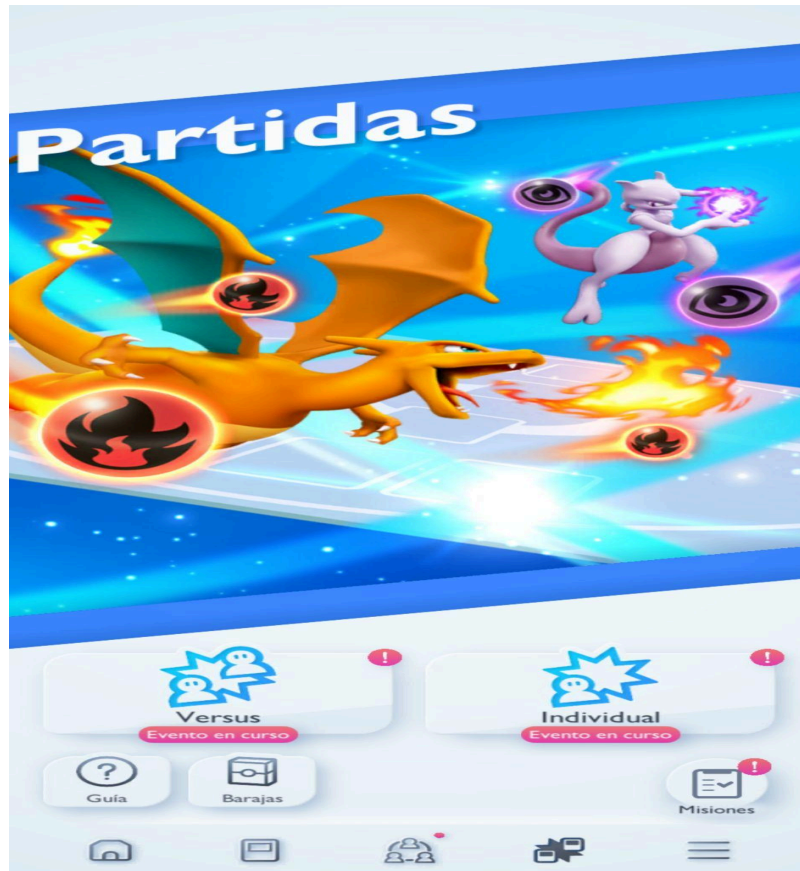 Partidas
Versus
Evento en curso
Individual
Evento en curso
Guía
Barajas
Misiones